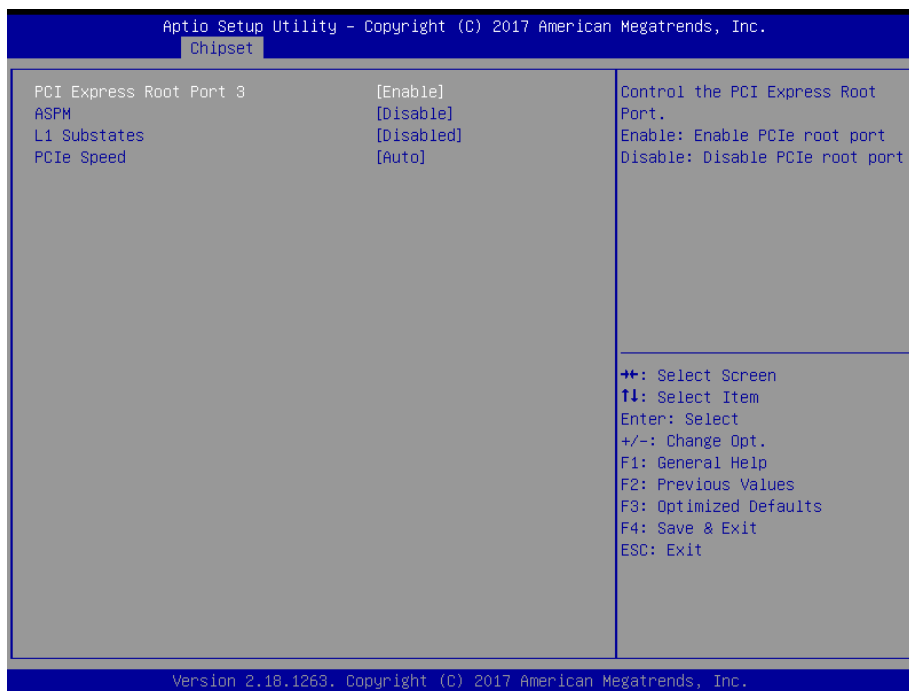 Aptio Setup Utility – Copyright (C) 2017 American Megatrends, Inc.
Chipset
PCI Express Root Port 3 [Enable]
ASPM [Disable]
L1 Substates [Disabled]
PCIe Speed [Auto]
Control the PCI Express Root
Port.
Enable: Enable PCIe root port
Disable: Disable PCIe root port
→←: Select Screen
↑↓: Select Item
Enter: Select
+/-: Change Opt.
F1: General Help
F2: Previous Values
F3: Optimized Defaults
F4: Save & Exit
ESC: Exit
Version 2.18.1263. Copyright (C) 2017 American Megatrends, Inc.